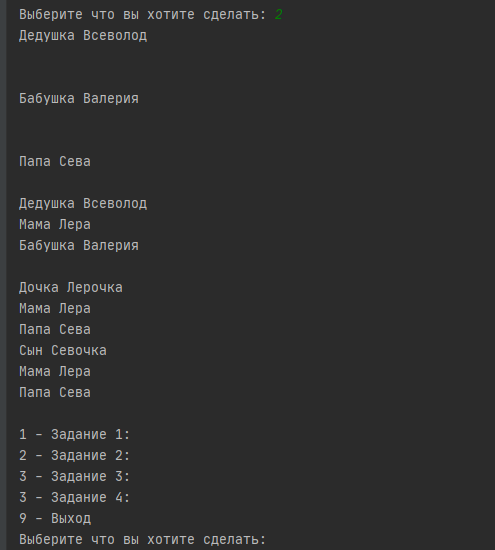 Выберите что вы хотите сделать: 2
Дедушка Всеволод
Бабушка Валерия
Папа Сева
Дедушка Всеволод
Мама Лера
Бабушка Валерия
Дочка Лерочка
Мама Лера
Папа Сева
Сын Севочка
Мама Лера
Папа Сева
1 - Задание 1:
2 - Задание 2:
3 - Задание 3:
3 - Задание 4:
9 - Выход
Выберите что вы хотите сделать: